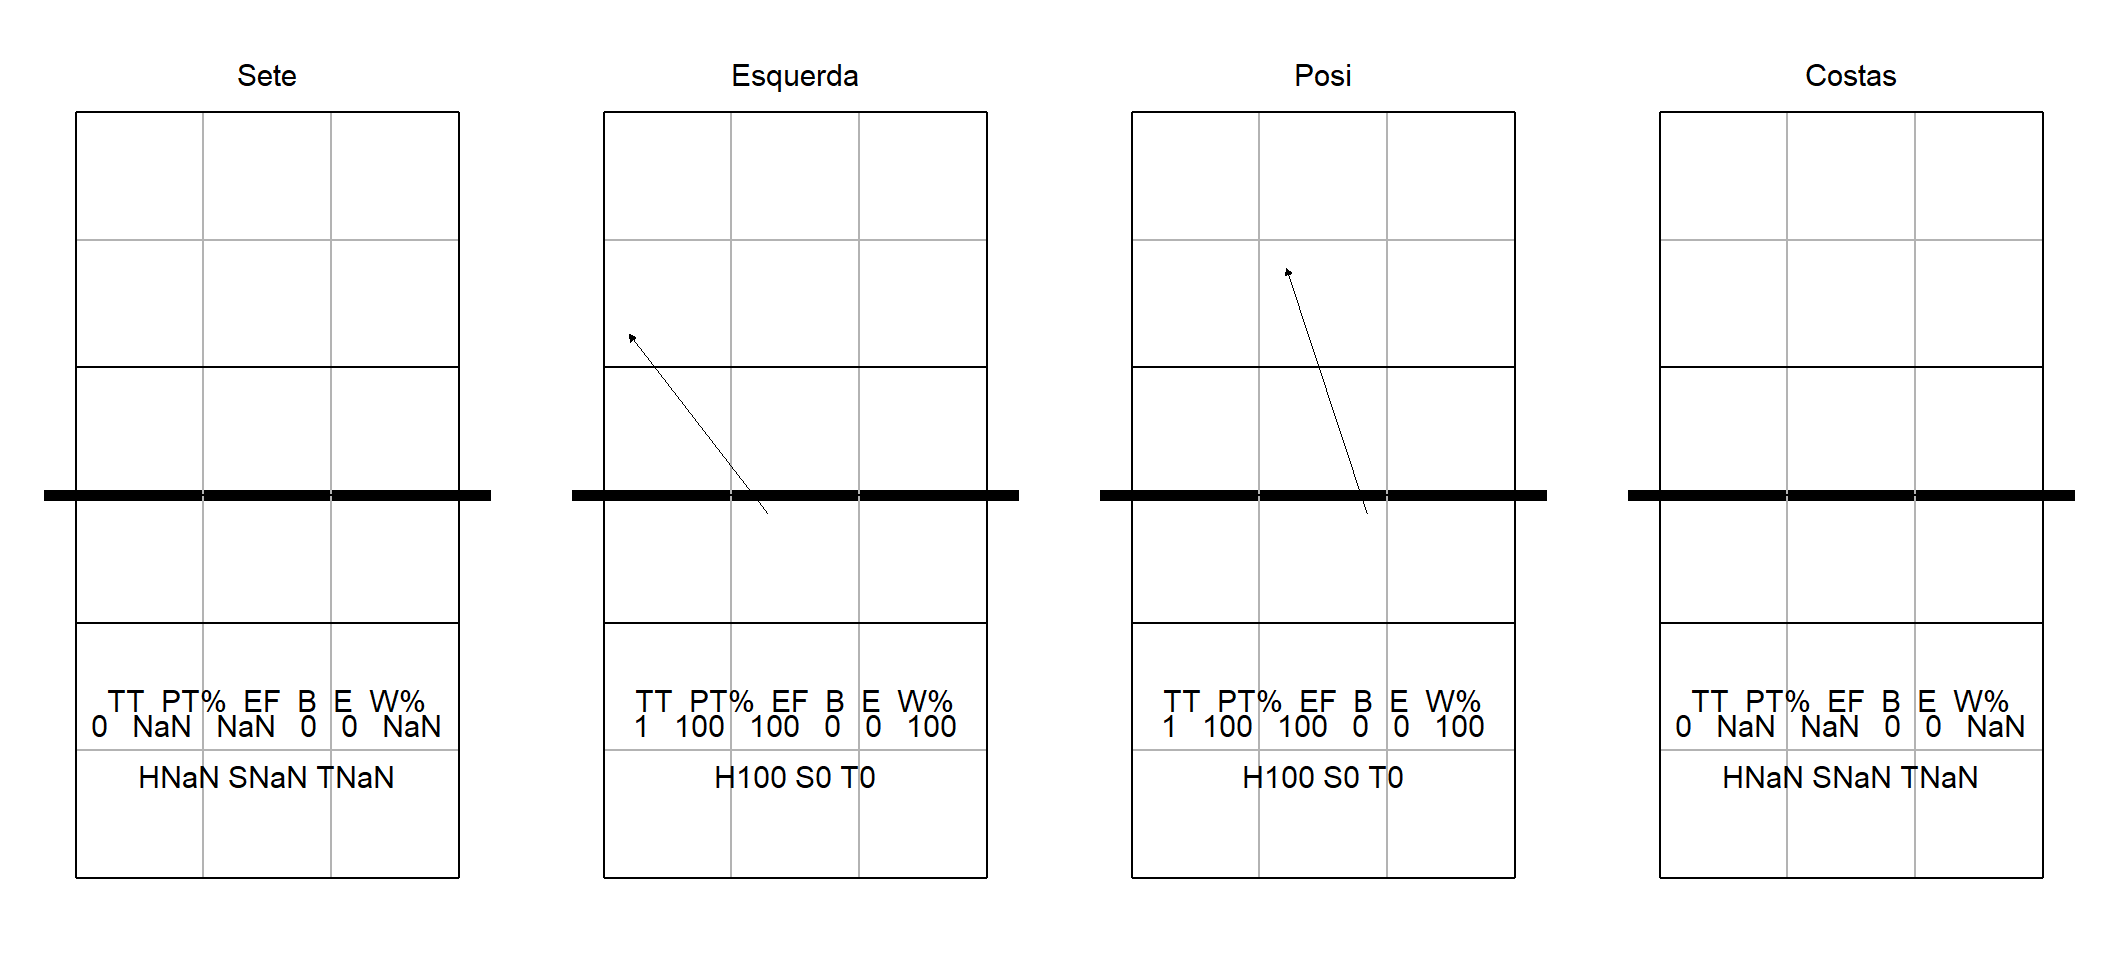 Sete
TT PT% EF B E W%
0 NaN NaN 0 0 NaN
HNaN SNaN TNaN
Esquerda
TT PT% EF B E W%
1 100 100 0 0 100
H100 S0 T0
Posi
TT PT% EF B E W%
1 100 100 0 0 100
H100 S0 T0
Costas
TT PT% EF B E W%
0 NaN NaN 0 0 NaN
HNaN SNaN TNaN